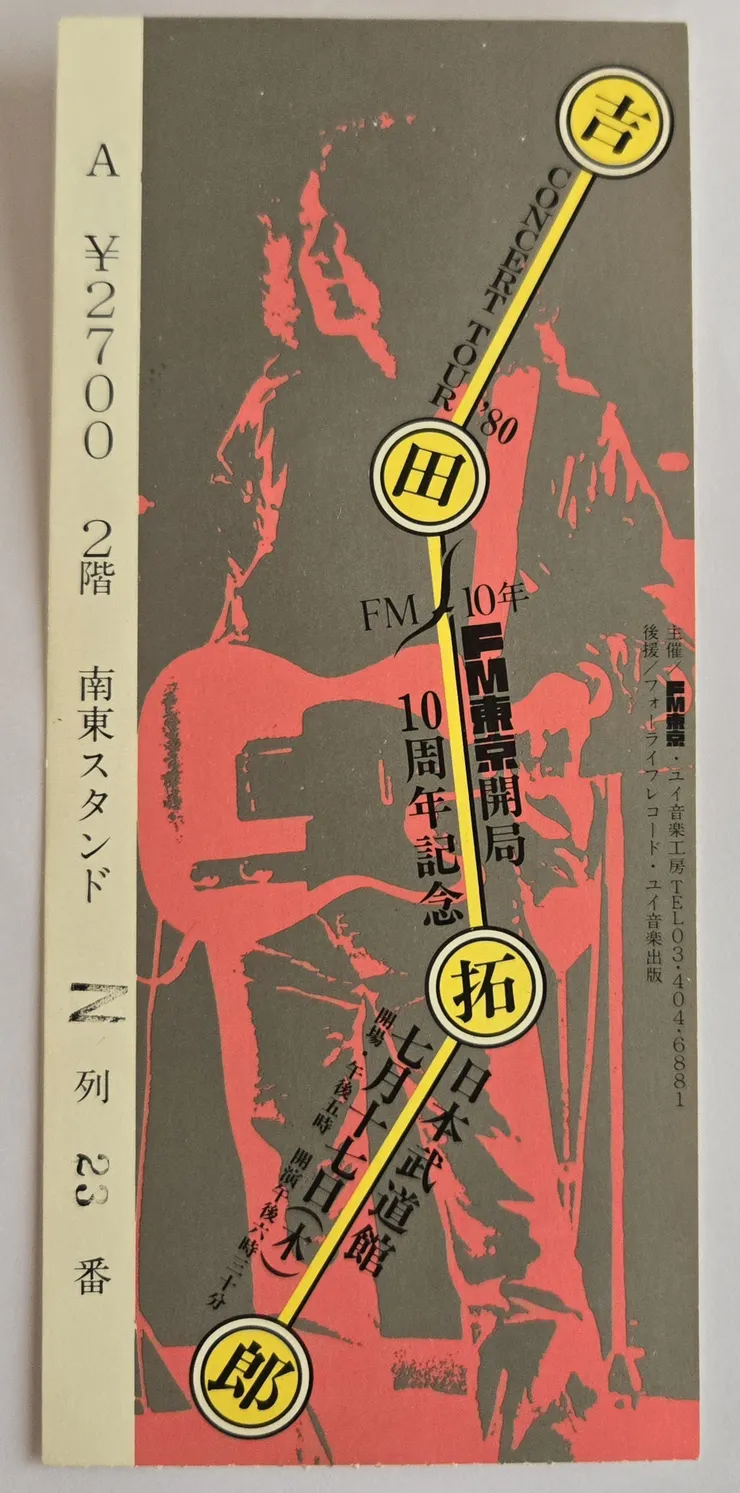 A ¥2700 2階 南東スタンド N列 23番
吉田拓郎
CONCERT TOUR '80
FM 10年
FM東京開局
10周年記念
主催/FM東京・ユイ音楽工房 TEL03・404・6881
後援/フォーライフレコード・ユイ音楽出版
日本武道館
七月十七日(木)
開場・午後五時 開演午後六時三十分